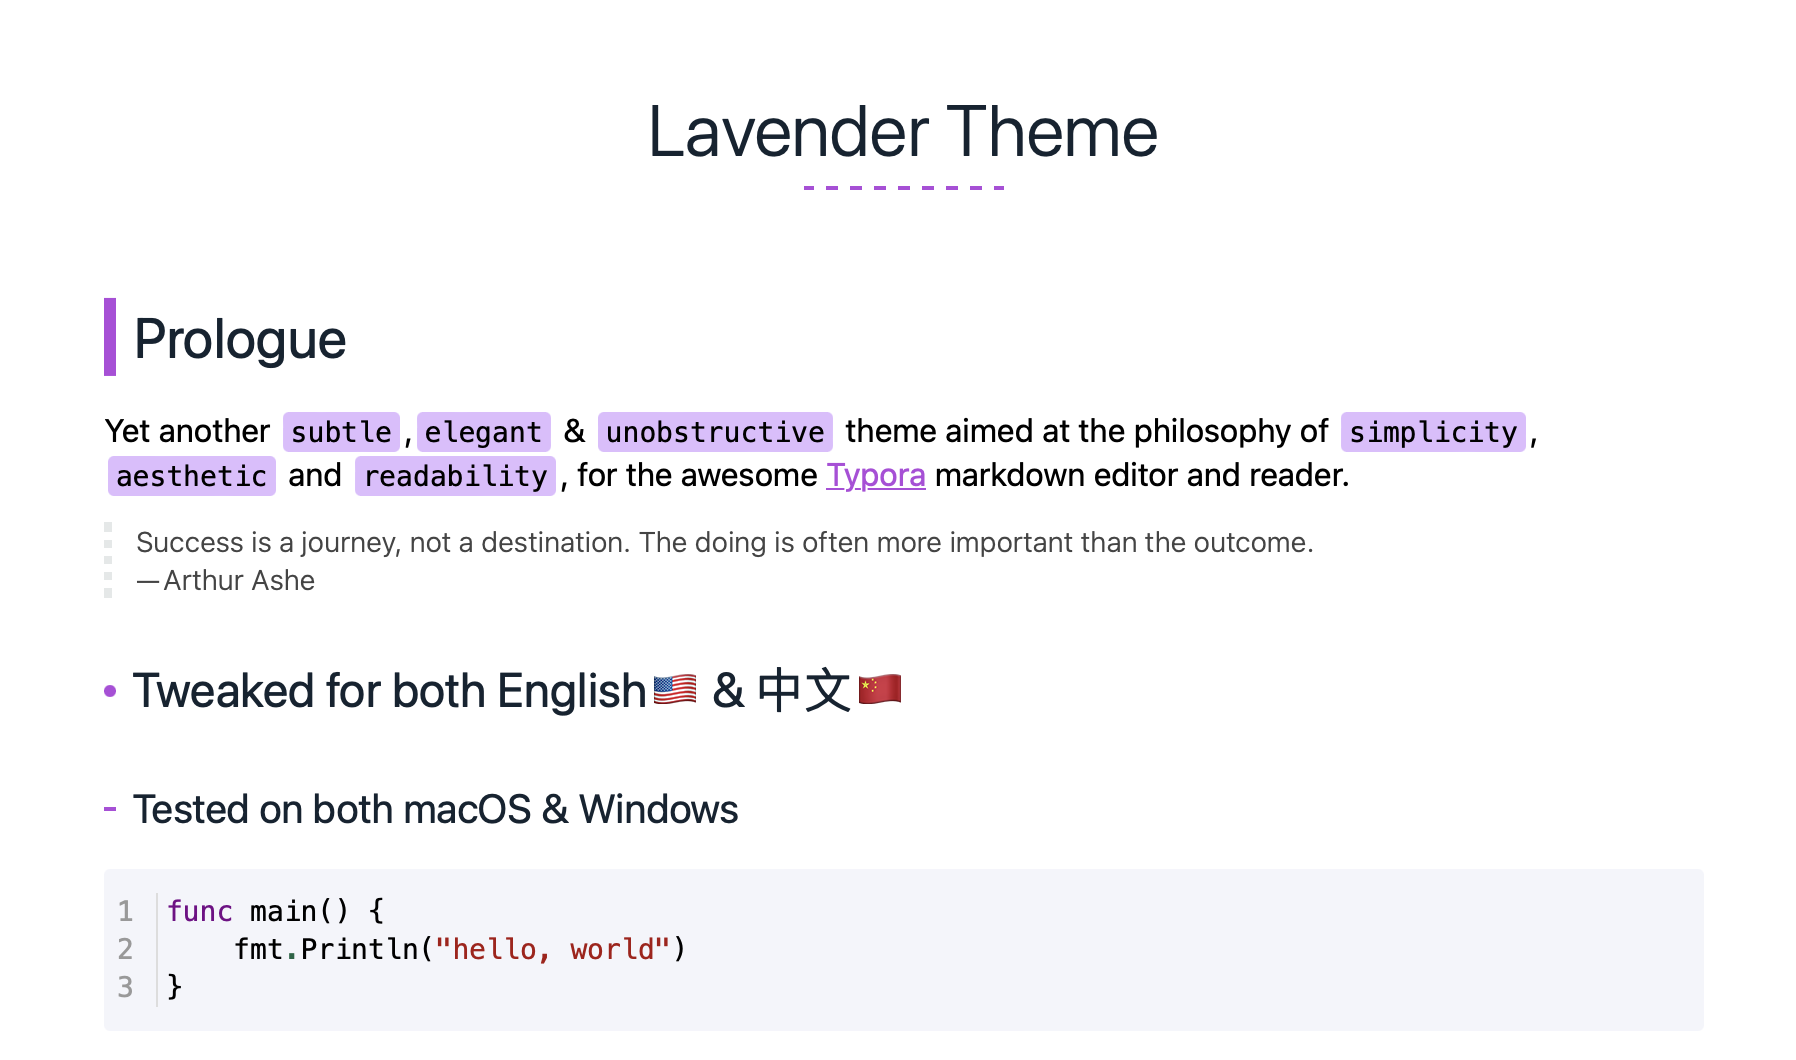 Lavender Theme
Prologue
Yet another subtle, elegant & unobstructive theme aimed at the philosophy of simplicity,
aesthetic and readability, for the awesome Typora markdown editor and reader.
Success is a journey, not a destination. The doing is often more important than the outcome.
— Arthur Ashe
• Tweaked for both English🇺🇸 & 中文🇨🇳
- Tested on both macOS & Windows
1 func main() {
2     fmt.Println("hello, world")
3 }